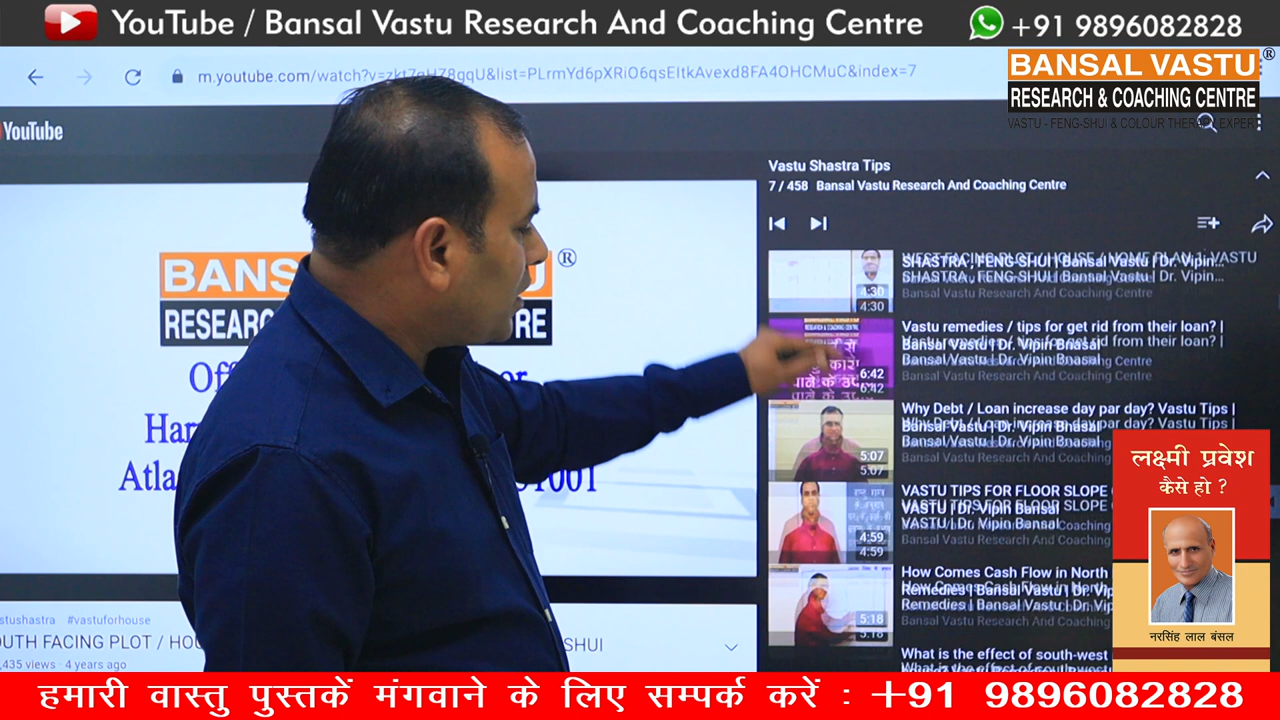 YouTube / Bansal Vastu Research And Coaching Centre
+91 9896082828
m.youtube.com/watch?v=zkt7eHZ8gqU&list=PLrmYd6pXRiO6qsEItkAvexd8FA4OHCMuC&index=7
BANSAL VASTU ®
RESEARCH & COACHING CENTRE
VASTU - FENG-SHUI & COLOUR THERAPY EXPERT
YouTube
Vastu Shastra Tips
7 / 458 Bansal Vastu Research And Coaching Centre
BANS U ®
RESEARC RE
Off
Har
Atla 01001
SHASTRA , FENG-SHUI | Bansal Vastu | Dr. Vipin...
Bansal Vastu Research And Coaching Centre
4:30
Vastu remedies / tips for get rid from their loan? |
Bansal Vastu | Dr. Vipin Bnasal
Bansal Vastu Research And Coaching Centre
6:42
Why Debt / Loan increase day par day? Vastu Tips |
Bansal Vastu | Dr. Vipin Bnasal
Bansal Vastu Research And Coaching Centre
5:07
VASTU TIPS FOR FLOOR SLOPE
VASTU | Dr. Vipin Bansal
Bansal Vastu Research And Coaching
4:59
How Comes Cash Flow in North
Remedies | Bansal Vastu | Dr. Vip
5:18
What is the effect of south-west
लक्ष्मी प्रवेश
कैसे हो ?
नरसिंह लाल बंसल
stushastra #vastuforhouse
OUTH FACING PLOT / HOU SHUI
,435 views · 4 years ago
हमारी वास्तु पुस्तकें मंगवाने के लिए सम्पर्क करें : +91 9896082828